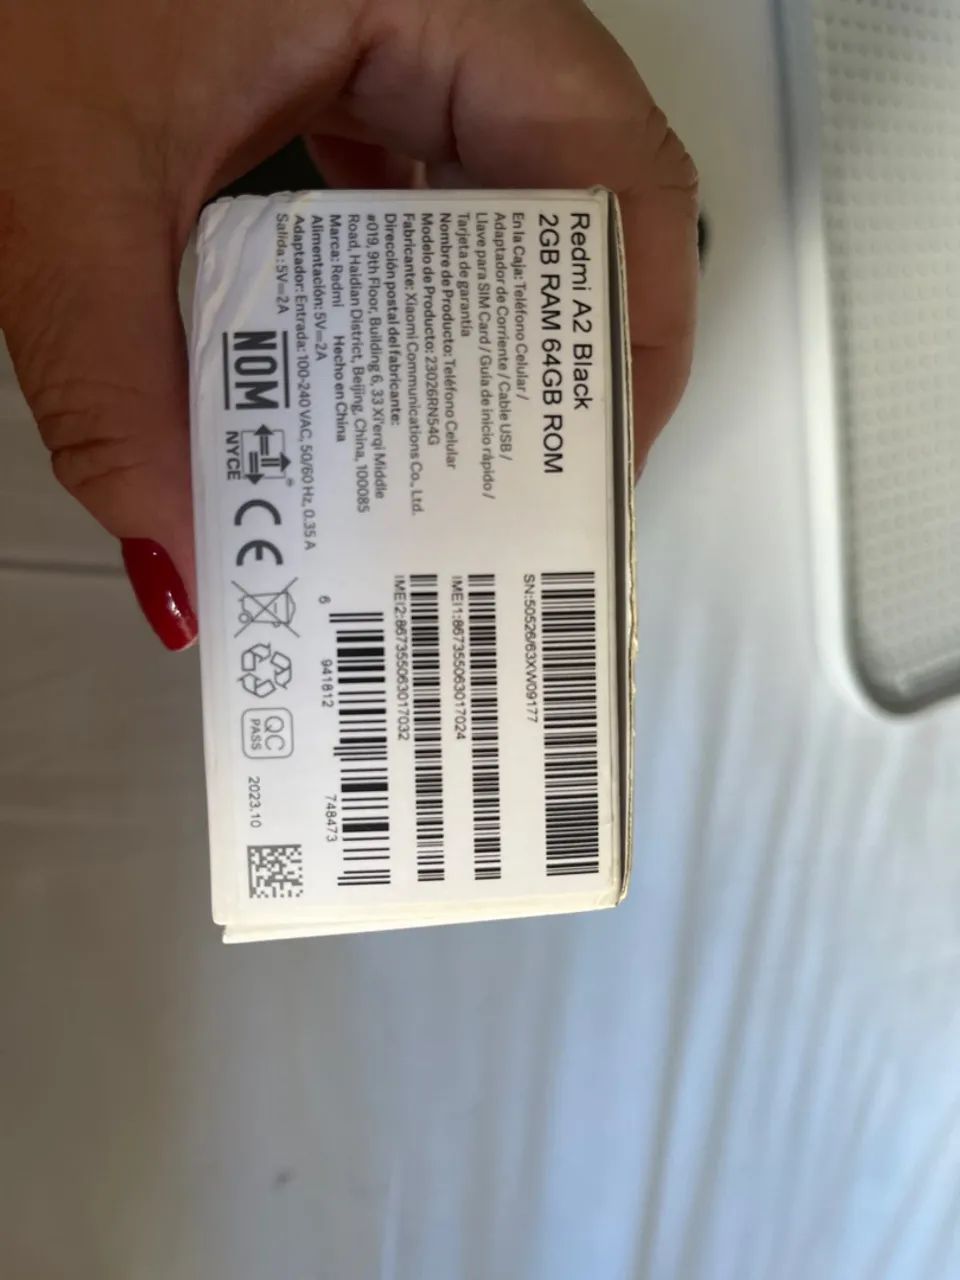 Redmi A2 Black
2GB RAM 64GB ROM
En la Caja: Teléfono Celular /
Adaptador de Corriente / Cable USB /
Llave para SIM Card / Guía de inicio rápido /
Tarjeta de garantía
Nombre de Producto: Teléfono Celular
Modelo de Producto: 23026RN54G
Fabricante: Xiaomi Communications Co., Ltd.
Dirección postal del fabricante:
#019, 9th Floor, Building 6, 33 Xi'erqi Middle
Road, Haidian District, Beijing, China, 100085
Marca: Redmi Hecho en China
Alimentación: 5V⎓2A
Adaptador: Entrada: 100-240 VAC, 50/60 Hz, 0.35 A
Salida: 5V⎓2A
SN:50526/63XW09177
IMEI1:867355063017024
IMEI2:867355063017032
6 941812 748473
NOM
NYCE
CE
QC
PASS
2023.10